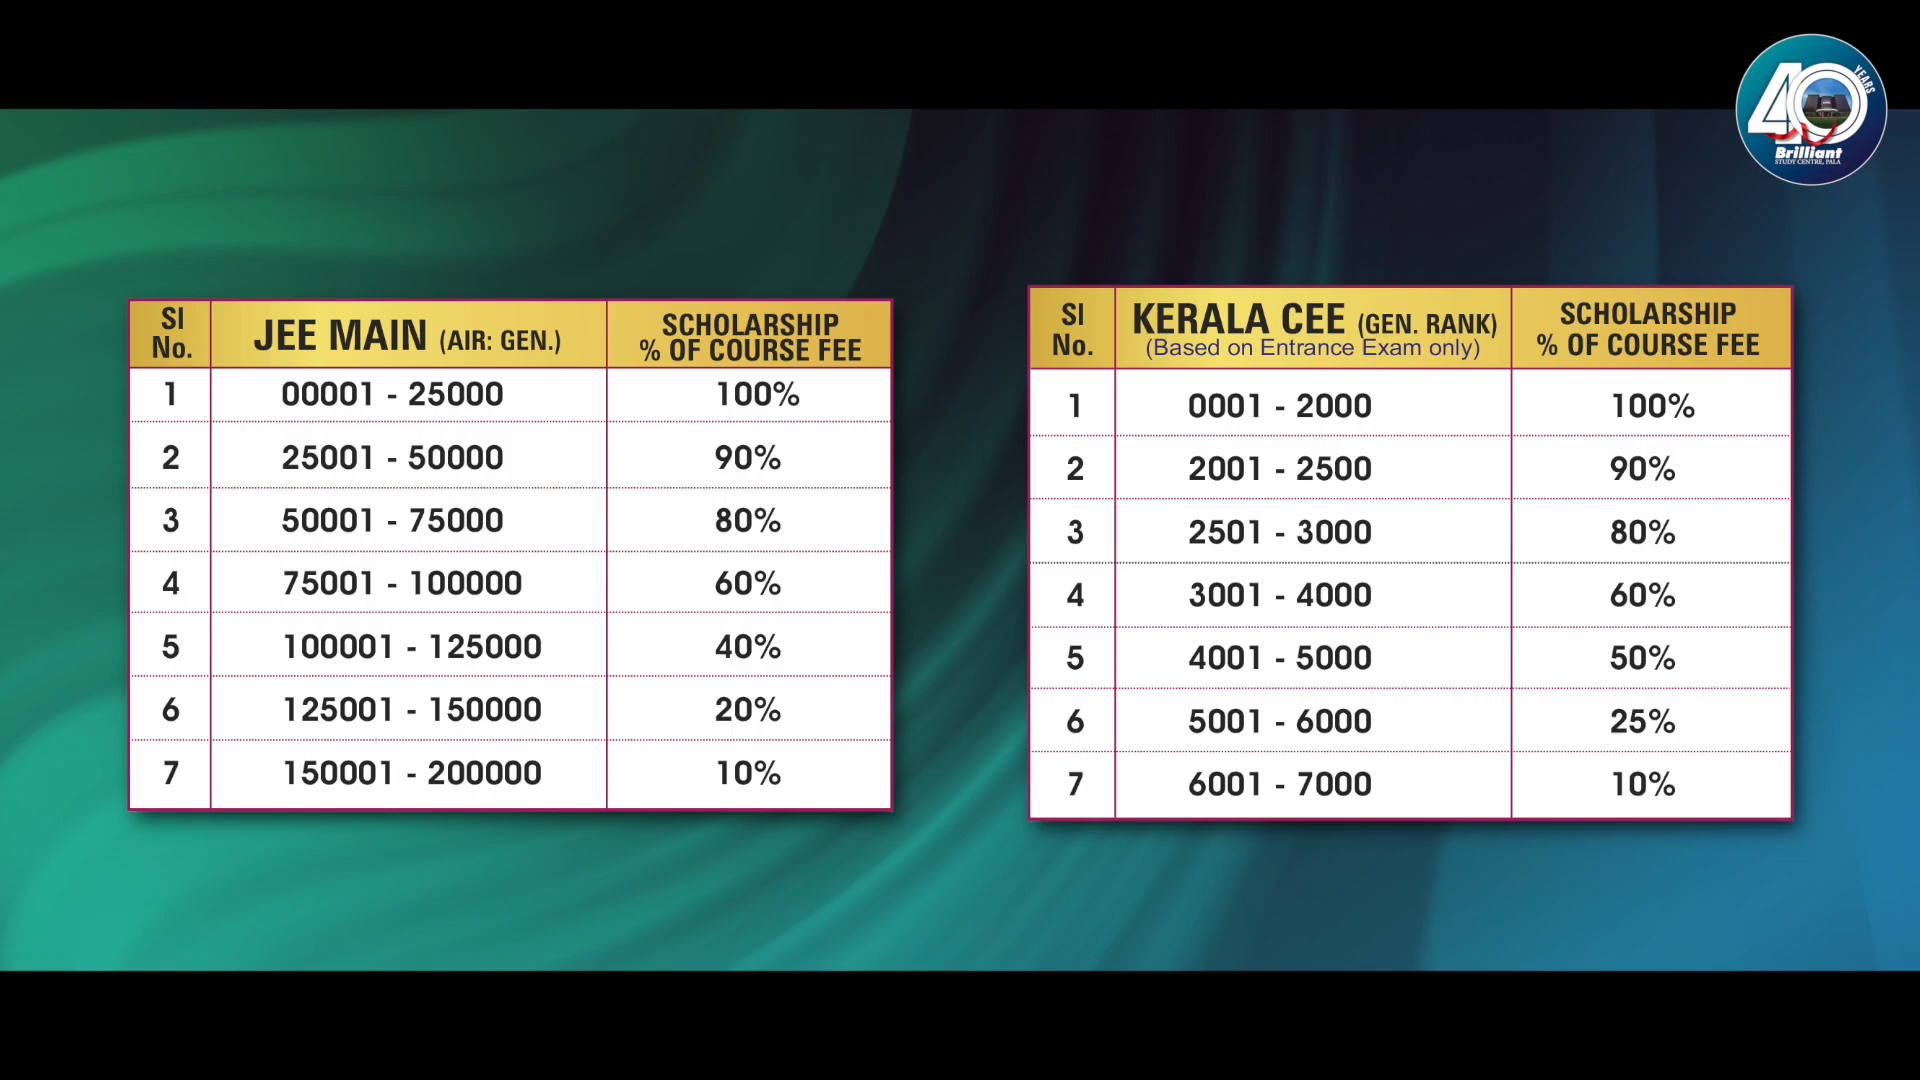 40 YEARS
Brilliant
STUDY CENTRE, PALA
SI No. JEE MAIN (AIR: GEN.) SCHOLARSHIP % OF COURSE FEE
1 00001 - 25000 100%
2 25001 - 50000 90%
3 50001 - 75000 80%
4 75001 - 100000 60%
5 100001 - 125000 40%
6 125001 - 150000 20%
7 150001 - 200000 10%
SI No. KERALA CEE (GEN. RANK) (Based on Entrance Exam only) SCHOLARSHIP % OF COURSE FEE
1 0001 - 2000 100%
2 2001 - 2500 90%
3 2501 - 3000 80%
4 3001 - 4000 60%
5 4001 - 5000 50%
6 5001 - 6000 25%
7 6001 - 7000 10%